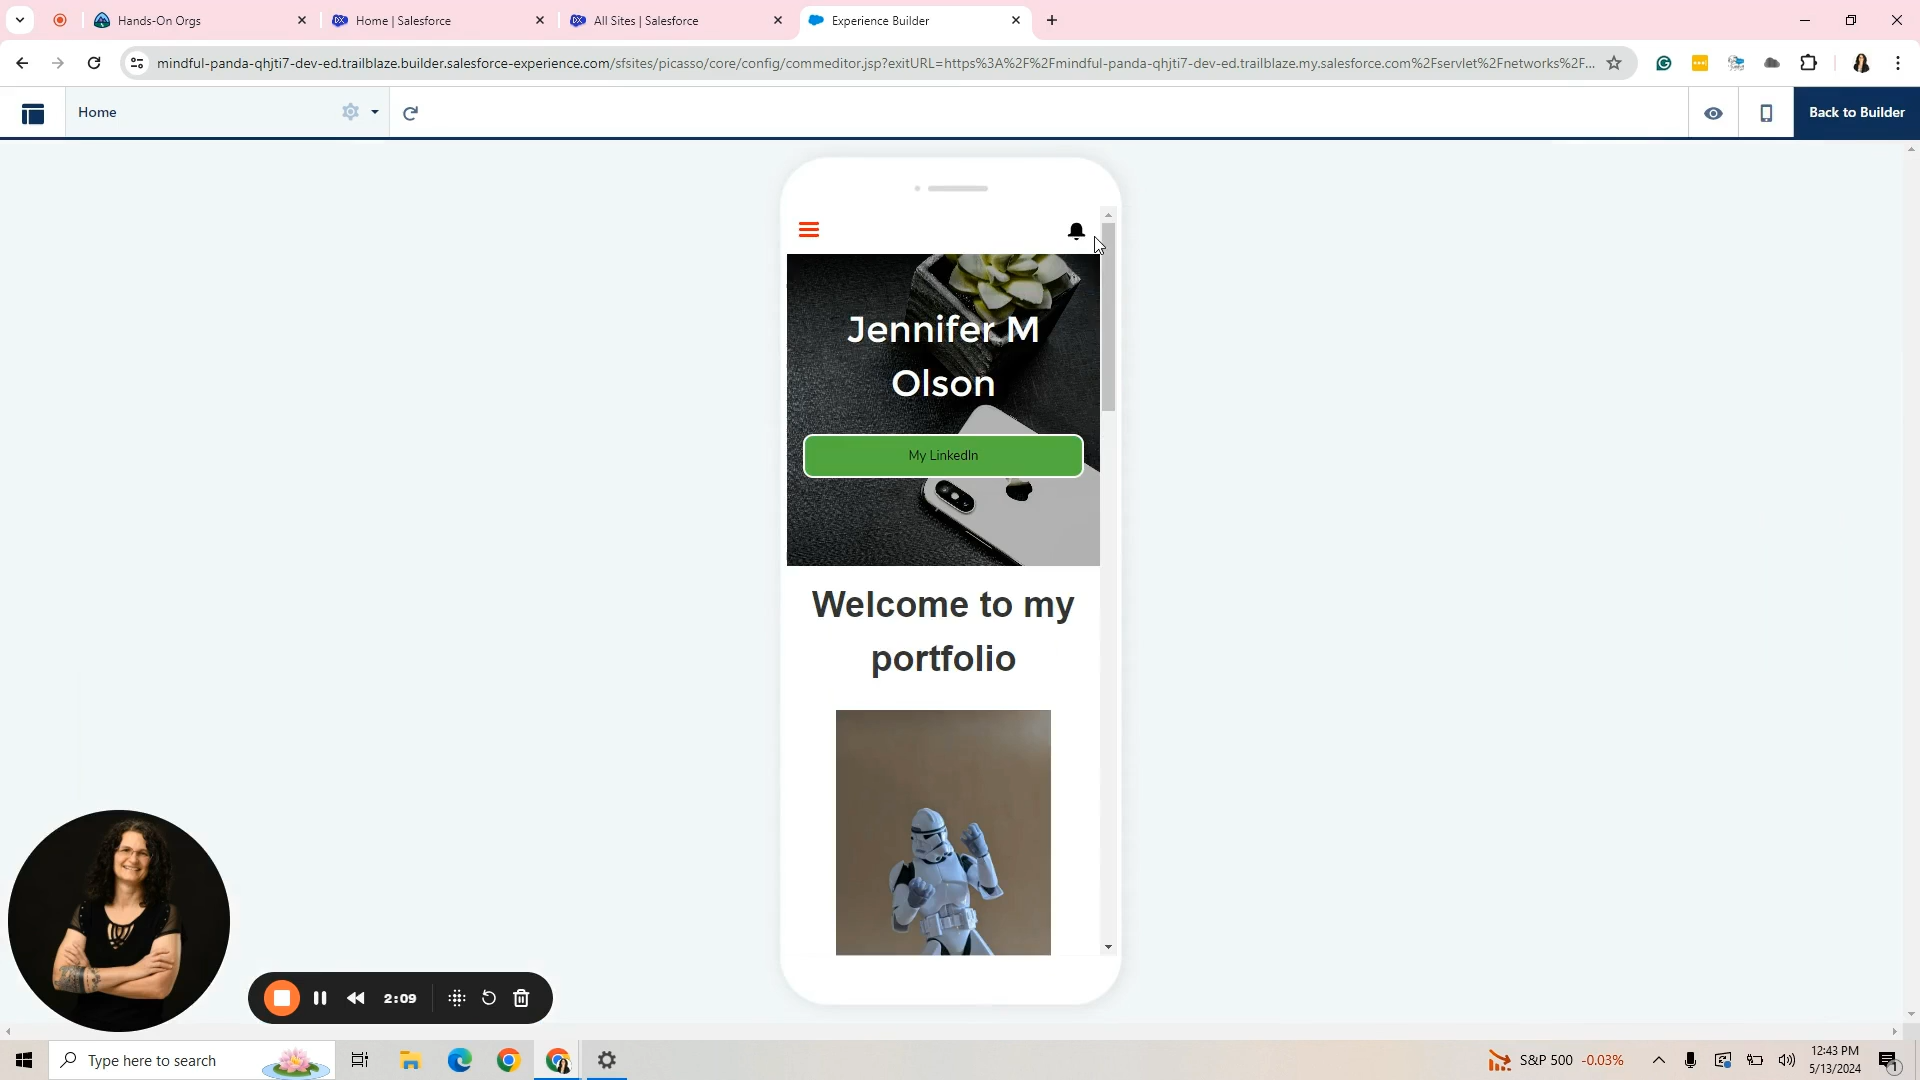 Hands-On Orgs
Home | Salesforce
All Sites | Salesforce
Experience Builder
mindful-panda-qhjti7-dev-ed.trailblaze.builder.salesforce-experience.com/sfsites/picasso/core/config/commeditor.jsp?exitURL=https%3A%2F%2Fmindful-panda-qhjti7-dev-ed.trailblaze.my.salesforce.com%2Fservlet%2Fnetworks%2F...
Home
Back to Builder
Jennifer M
Olson
My LinkedIn
Welcome to my
portfolio
2:09
Type here to search
S&P 500 -0.03%
12:43 PM
5/13/2024
1